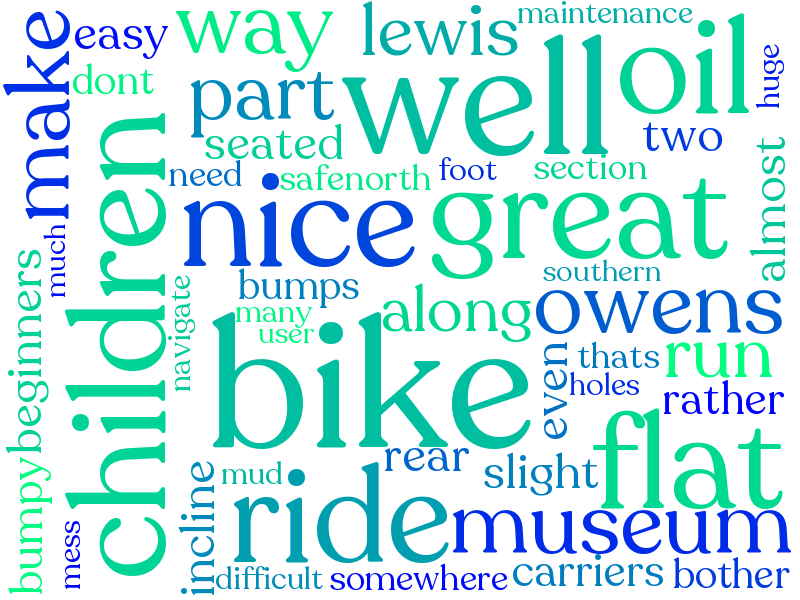 maintenance
easy
way
lewis
make
well
oil
huge
dont
part
two
seated
almost
children
need
safenorth
foot
section
nice
great
much
southern
bumps
navigate
along
owens
beginners
many
user
bike
even
thats
run
holes
rather
flat
bumpy
rear
slight
mud
incline
ride
museum
mess
difficult
somewhere
carriers
bother